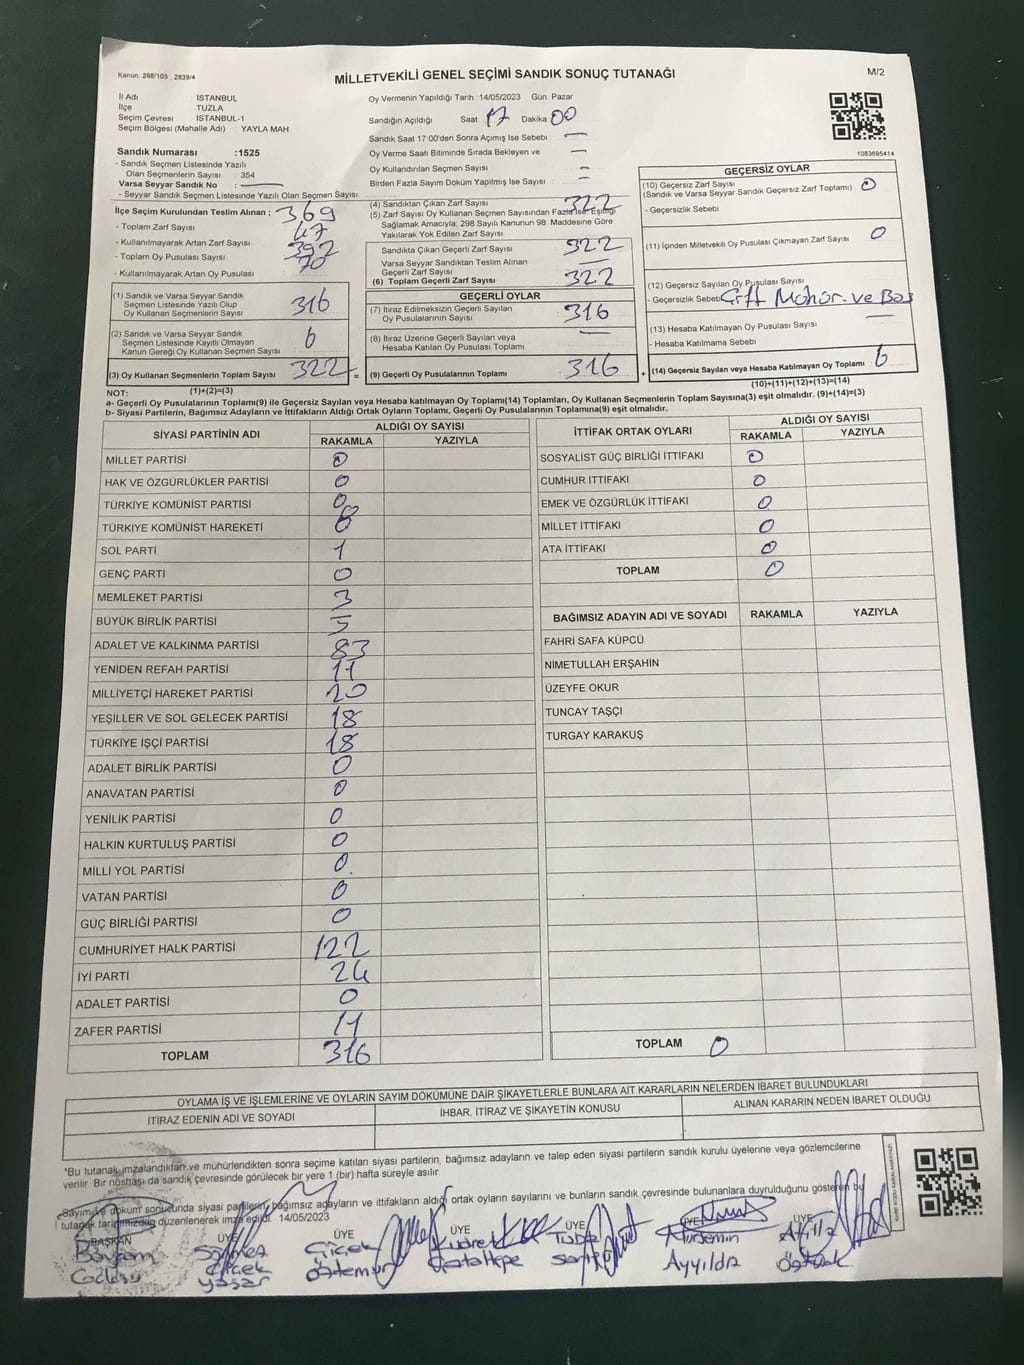 Kanun. 298/105 , 2839/4
MİLLETVEKİLİ GENEL SEÇİMİ SANDIK SONUÇ TUTANAĞI
M/2
İl Adı İSTANBUL
İlçe TUZLA
Seçim Çevresi İSTANBUL-1
Seçim Bölgesi (Mahalle Adı) : YAYLA MAH
Oy Vermenin Yapıldığı Tarih :14/05/2023 Gün. Pazar
Sandığın Açıldığı Saat 17 Dakika 00
Sandık Saat 17:00'den Sonra Açımış İse Sebebi : —
Oy Verme Saati Bitiminde Sırada Bekleyen ve —
Oy Kullandırılan Seçmen Sayısı —
Birden Fazla Sayım Döküm Yapılmış İse Sayısı : —
1083695414
Sandık Numarası :1525
- Sandık Seçmen Listesinde Yazılı
Olan Seçmenlerin Sayısı : 354
Varsa Seyyar Sandık No : —
- Seyyar Sandık Seçmen Listesinde Yazılı Olan Seçmen Sayısı
İlçe Seçim Kurulundan Teslim Alınan : 369
- Toplam Zarf Sayısı 47
- Kullanılmayarak Artan Zarf Sayısı 392
- Toplam Oy Pusulası Sayısı 70
- Kullanılmayarak Artan Oy Pusulası
(1) Sandık ve Varsa Seyyar Sandık
Seçmen Listesinde Yazılı Olup
Oy Kullanan Seçmenlerin Sayısı 316
(2) Sandık ve Varsa Seyyar Sandık
Seçmen Listesinde Kayıtlı Olmayan
Kanun Gereği Oy Kullanan Seçmen Sayısı 6
(3) Oy Kullanan Seçmenlerin Toplam Sayısı 322 =
(4) Sandıktan Çıkan Zarf Sayısı 322
(5) Zarf Sayısı Oy Kullanan Seçmen Sayısından Fazla ise, Eşitliği
Sağlamak Amacıyla; 298 Sayılı Kanunun 98. Maddesine Göre
Yakılarak Yok Edilen Zarf Sayısı
Sandıkta Çıkan Geçerli Zarf Sayısı 322
Varsa Seyyar Sandıktan Teslim Alınan
Geçerli Zarf Sayısı —
(6) Toplam Geçerli Zarf Sayısı 322
GEÇERLİ OYLAR
(7) İtiraz Edilmeksizin Geçerli Sayılan
Oy Pusulalarının Sayısı 316
(8) İtiraz Üzerine Geçerli Sayılan veya
Hesaba Katılan Oy Pusulası Toplamı —
(9) Geçerli Oy Pusulalarının Toplamı 316 +
GEÇERSİZ OYLAR
(10) Geçersiz Zarf Sayısı 0
(Sandık ve Varsa Seyyar Sandık Geçersiz Zarf Toplamı)
- Geçersizlik Sebebi
(11) İçinden Milletvekili Oy Pusulası Çıkmayan Zarf Sayısı 0
(12) Geçersiz Sayılan Oy Pusulası Sayısı
- Geçersizlik Sebebi Çift Mühür. ve Boş
(13) Hesaba Katılmayan Oy Pusulası Sayısı —
- Hesaba Katılmama Sebebi
(14) Geçersiz Sayılan veya Hesaba Katılmayan Oy Toplamı 6
(10)+(11)+(12)+(13)=(14)
NOT: (1)+(2)=(3)
a- Geçerli Oy Pusulalarının Toplamı(9) ile Geçersiz Sayılan veya Hesaba katılmayan Oy Toplamı(14) Toplamları, Oy Kullanan Seçmenlerin Toplam Sayısına(3) eşit olmalıdır. (9)+(14)=(3)
b- Siyasi Partilerin, Bağımsız Adayların ve İttifakların Aldığı Ortak Oyların Toplamı, Geçerli Oy Pusulalarının Toplamına(9) eşit olmalıdır.
SİYASİ PARTİNİN ADI ALDIĞI OY SAYISI
RAKAMLA YAZIYLA
MİLLET PARTİSİ 0
HAK VE ÖZGÜRLÜKLER PARTİSİ 0
TÜRKİYE KOMÜNİST PARTİSİ 0
TÜRKİYE KOMÜNİST HAREKETİ 0
SOL PARTİ 1
GENÇ PARTİ 0
MEMLEKET PARTİSİ 3
BÜYÜK BİRLİK PARTİSİ 5
ADALET VE KALKINMA PARTİSİ 83
YENİDEN REFAH PARTİSİ 11
MİLLİYETÇİ HAREKET PARTİSİ 20
YEŞİLLER VE SOL GELECEK PARTİSİ 18
TÜRKİYE İŞÇİ PARTİSİ 18
ADALET BİRLİK PARTİSİ 0
ANAVATAN PARTİSİ 0
YENİLİK PARTİSİ 0
HALKIN KURTULUŞ PARTİSİ 0
MİLLİ YOL PARTİSİ 0.
VATAN PARTİSİ 0
GÜÇ BİRLİĞİ PARTİSİ 0
CUMHURİYET HALK PARTİSİ 122
İYİ PARTİ 24
ADALET PARTİSİ 0
ZAFER PARTİSİ 11
TOPLAM 316
İTTİFAK ORTAK OYLARI ALDIĞI OY SAYISI
RAKAMLA YAZIYLA
SOSYALİST GÜÇ BİRLİĞİ İTTİFAKI 0
CUMHUR İTTİFAKI 0
EMEK VE ÖZGÜRLÜK İTTİFAKI 0
MİLLET İTTİFAKI 0
ATA İTTİFAKI 0
TOPLAM 0
BAĞIMSIZ ADAYIN ADI VE SOYADI RAKAMLA YAZIYLA
FAHRİ SAFA KÜPCÜ
NİMETULLAH ERŞAHİN
ÜZEYFE OKUR
TUNCAY TAŞÇI
TURGAY KARAKUŞ
TOPLAM 0
OYLAMA İŞ VE İŞLEMLERİNE VE OYLARIN SAYIM DÖKÜMÜNE DAİR ŞİKAYETLERLE BUNLARA AİT KARARLARIN NELERDEN İBARET BULUNDUKLARI
İTİRAZ EDENİN ADI VE SOYADI İHBAR, İTİRAZ VE ŞİKAYETİN KONUSU ALINAN KARARIN NEDEN İBARET OLDUĞU
*Bu tutanak imzalandıktan ve mühürlendikten sonra seçime katılan siyasi partilerin, bağımsız adayların ve talep eden siyasi partilerin sandık kurulu üyelerine veya gözlemcilerine
verilir. Bir nüshası da sandık çevresinde görülecek bir yere 1 (bir) hafta süreyle asılır.
Sayım ve döküm sonucunda siyasi partilerin, bağımsız adayların ve ittifakların aldığı ortak oyların sayılarını ve bunların sandık çevresinde bulunanlara duyrulduğunu gösteren bu
tutanak tarafımızdan düzenlenerek imza edildi. 14/05/2023
BAŞKAN ÜYE ÜYE ÜYE ÜYE ÜYE
Bayram Sönmez Çiçek Kudret Tuba Nursemin Atilla
Çiçek Öztemur Ayyıldız Öztürk
Yaşar